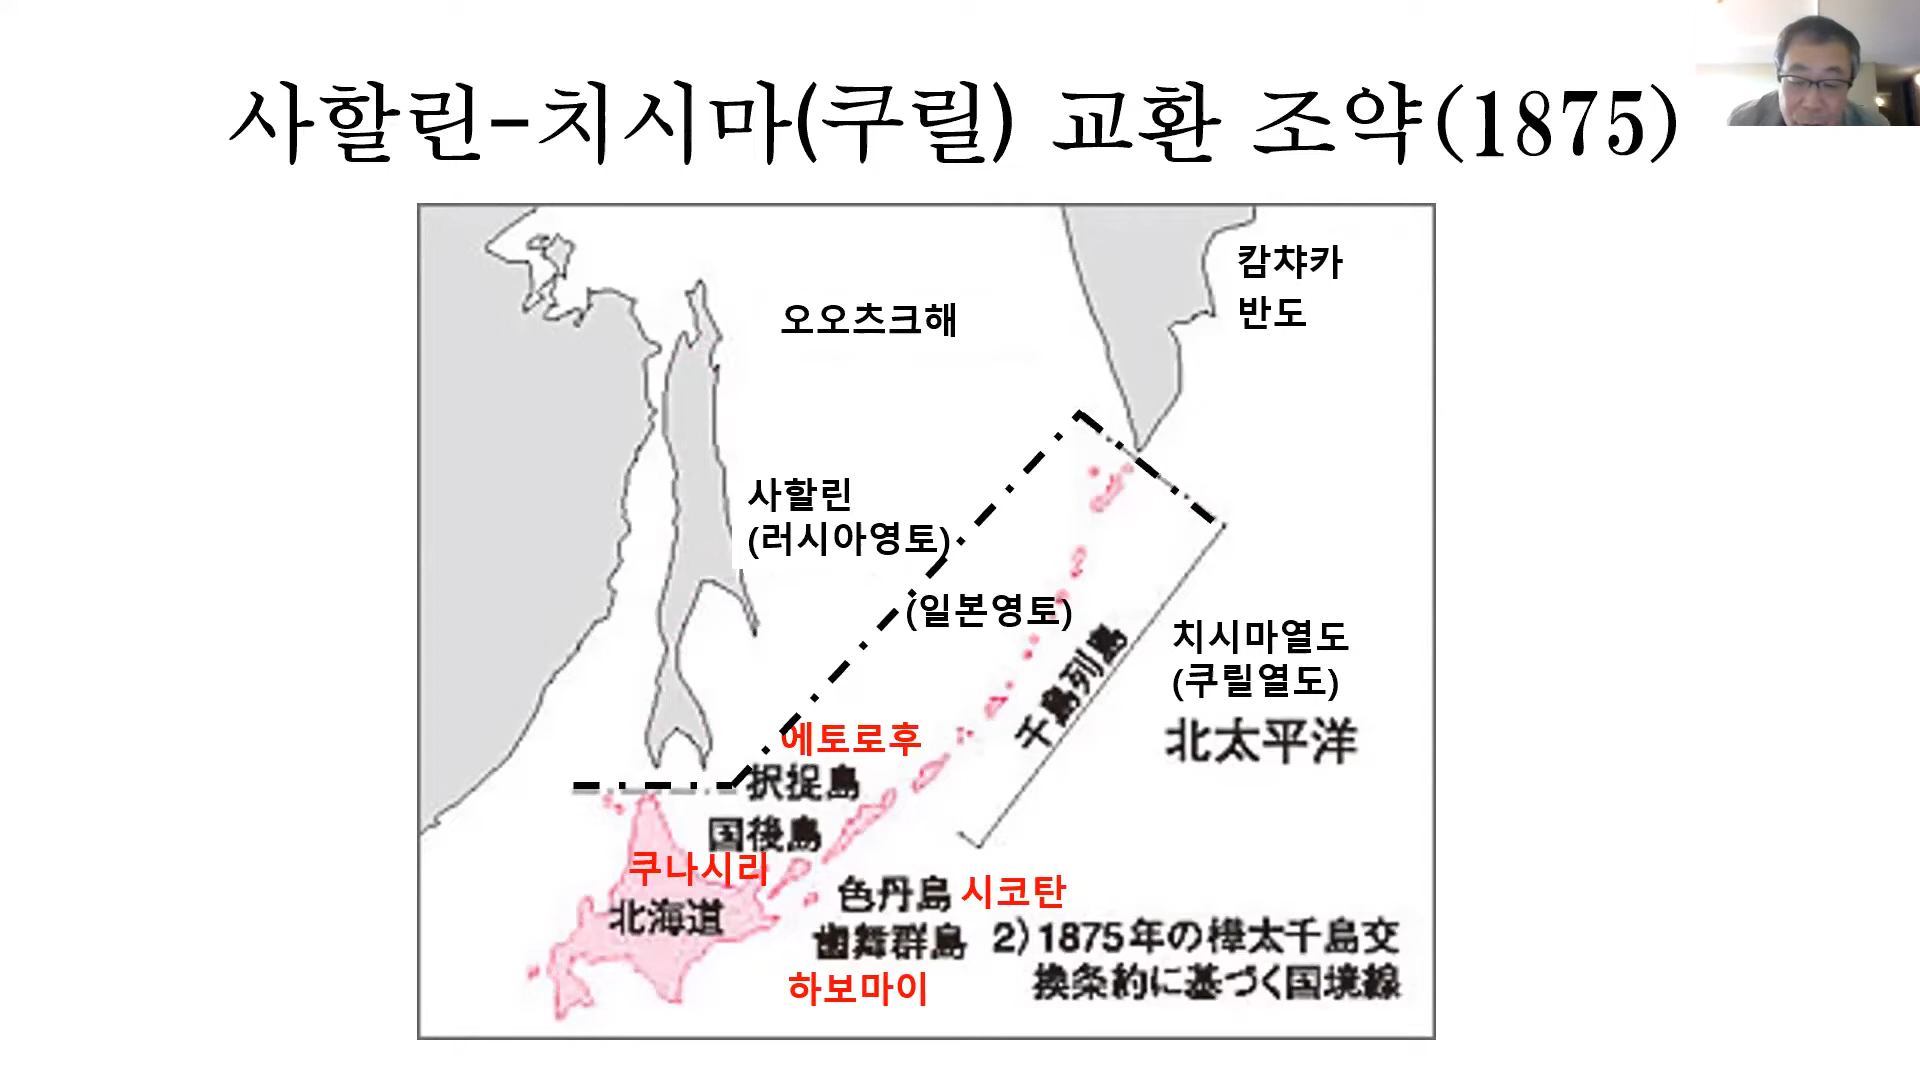 사할린-치시마(쿠릴) 교환 조약(1875)
캄챠카
반도
오오츠크해
사할린
(러시아영토)
(일본영토)
치시마열도
(쿠릴열도)
千島列島
北太平洋
에토로후
択捉島
国後島
쿠나시리
北海道
色丹島 시코탄
歯舞群島
하보마이
2) 1875年の樺太千島交
換条約に基づく国境線